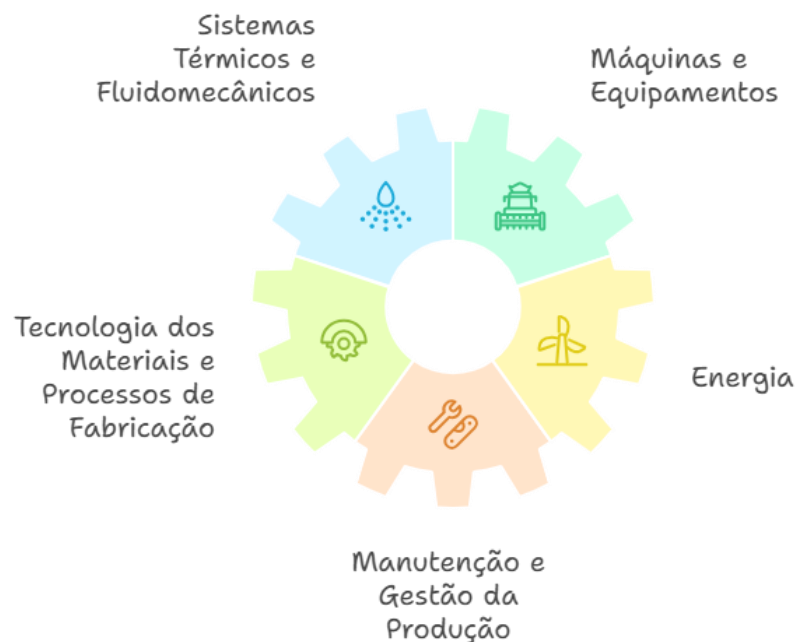 Sistemas
Térmicos e
Fluidomecânicos
Máquinas e
Equipamentos
Tecnologia dos
Materiais e
Processos de
Fabricação
Energia
Manutenção e
Gestão da
Produção